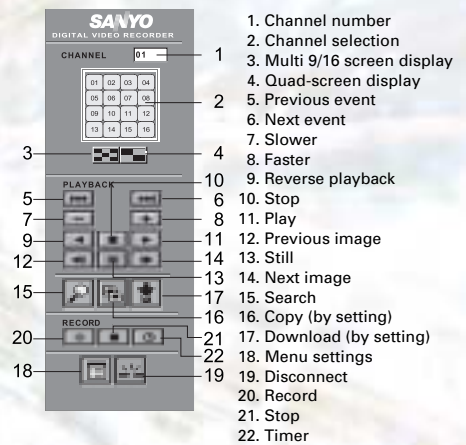 SANYO
DIGITAL VIDEO RECORDER
CHANNEL 01 1
01 02 03 04
05 06 07 08
09 10 11 12
13 14 15 16
2
3 4
PLAYBACK 10
5 6
7 8
9 11
12 14
13
15 17
16
RECORD
20 21
22
18 19
1. Channel number
2. Channel selection
3. Multi 9/16 screen display
4. Quad-screen display
5. Previous event
6. Next event
7. Slower
8. Faster
9. Reverse playback
10. Stop
11. Play
12. Previous image
13. Still
14. Next image
15. Search
16. Copy (by setting)
17. Download (by setting)
18. Menu settings
19. Disconnect
20. Record
21. Stop
22. Timer